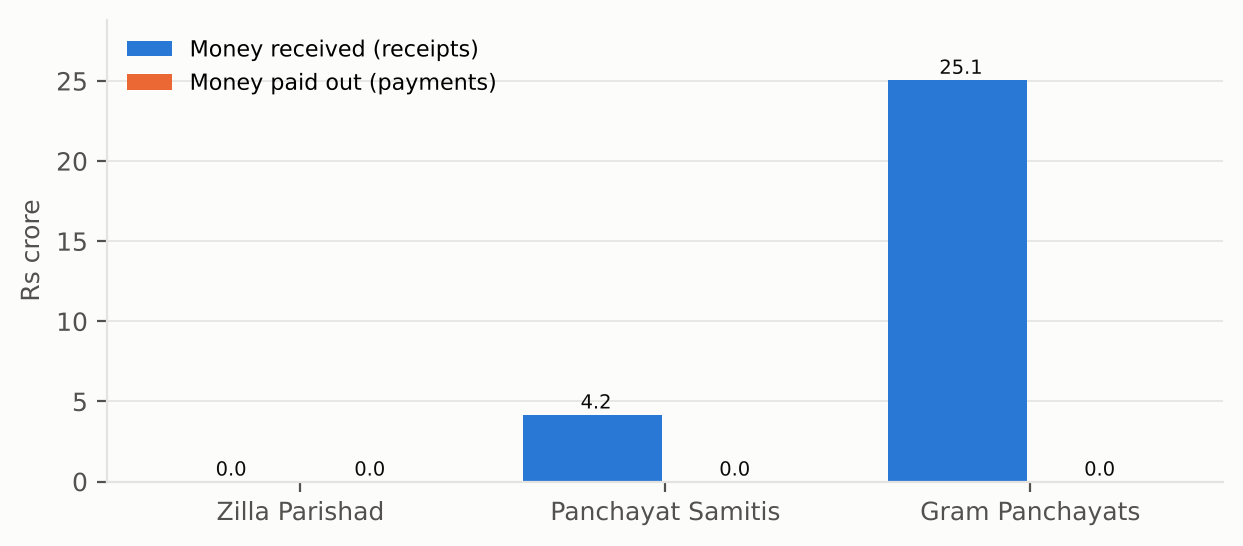 Money received (receipts)
Money paid out (payments)
Rs crore
25
20
15
10
5
0
0.0
0.0
4.2
0.0
25.1
0.0
Zilla Parishad
Panchayat Samitis
Gram Panchayats